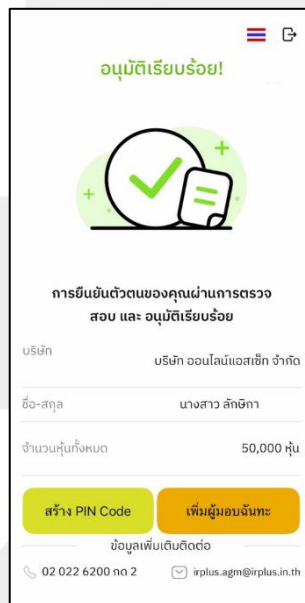 อนุมัติเรียบร้อย!
การยืนยันตัวตนของคุณผ่านการตรวจ
สอบ และ อนุมัติเรียบร้อย
บริษัท
บริษัท ออนไลน์แอสเซ็ท จำกัด
ชื่อ-สกุล นางสาว ลักษิกา
จำนวนหุ้นทั้งหมด 50,000 หุ้น
สร้าง PIN Code เพิ่มผู้มอบฉันทะ
ข้อมูลเพิ่มเติมติดต่อ
02 022 6200 กด 2 irplus.agm@irplus.in.th